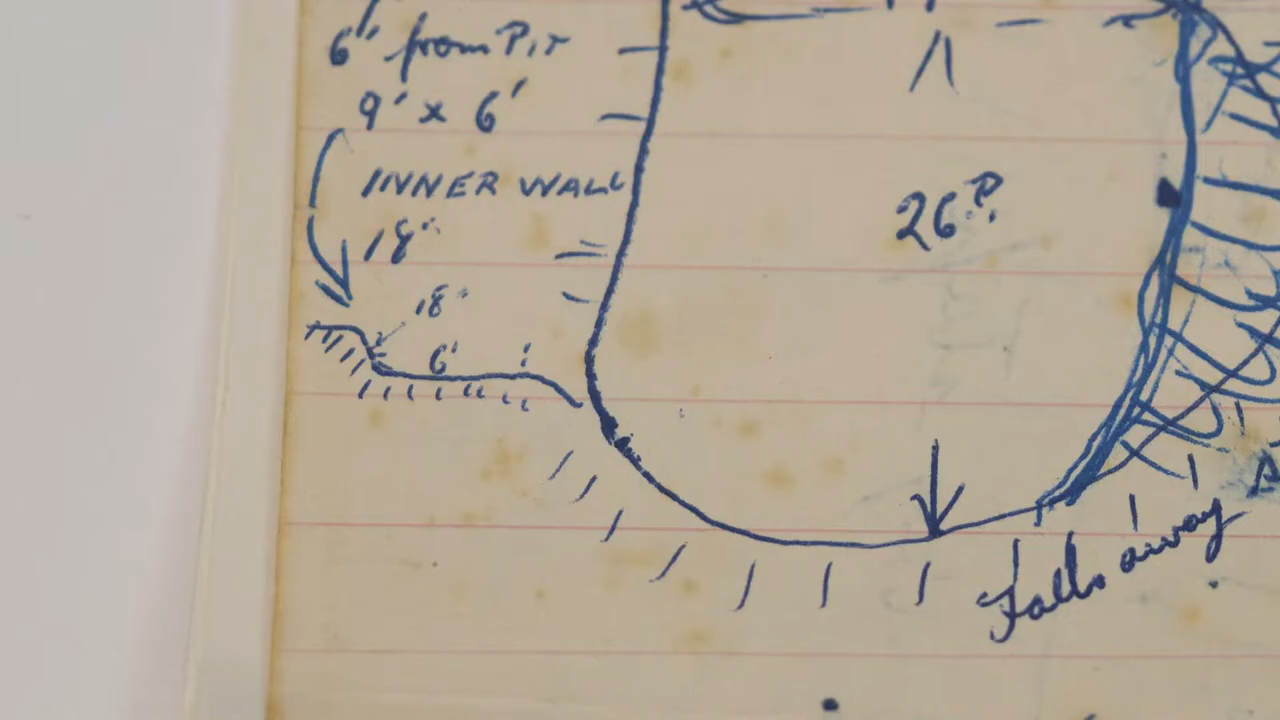 6" from Pit
9' x 6'
INNER WALL
18"
18"
6'
26?
Falls away